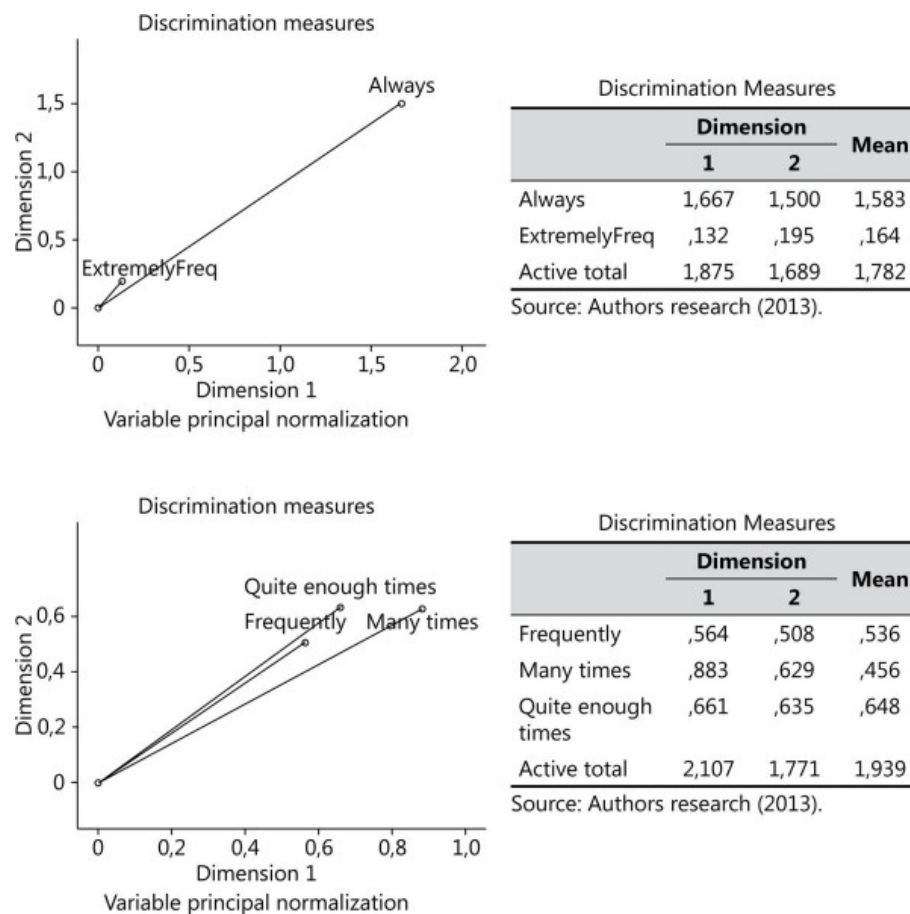 Discrimination measures
Always
1,5
1,0
0,5
0
Dimension 2
ExtremelyFreq
0 0,5 1,0 1,5 2,0
Dimension 1
Variable principal normalization
Discrimination Measures
Dimension Mean
1 2
Always 1,667 1,500 1,583
ExtremelyFreq ,132 ,195 ,164
Active total 1,875 1,689 1,782
Source: Authors research (2013).
Discrimination measures
Quite enough times
Frequently Many times
0,6
0,4
0,2
0
Dimension 2
0 0,2 0,4 0,6 0,8 1,0
Dimension 1
Variable principal normalization
Discrimination Measures
Dimension Mean
1 2
Frequently ,564 ,508 ,536
Many times ,883 ,629 ,456
Quite enough ,661 ,635 ,648
times
Active total 2,107 1,771 1,939
Source: Authors research (2013).